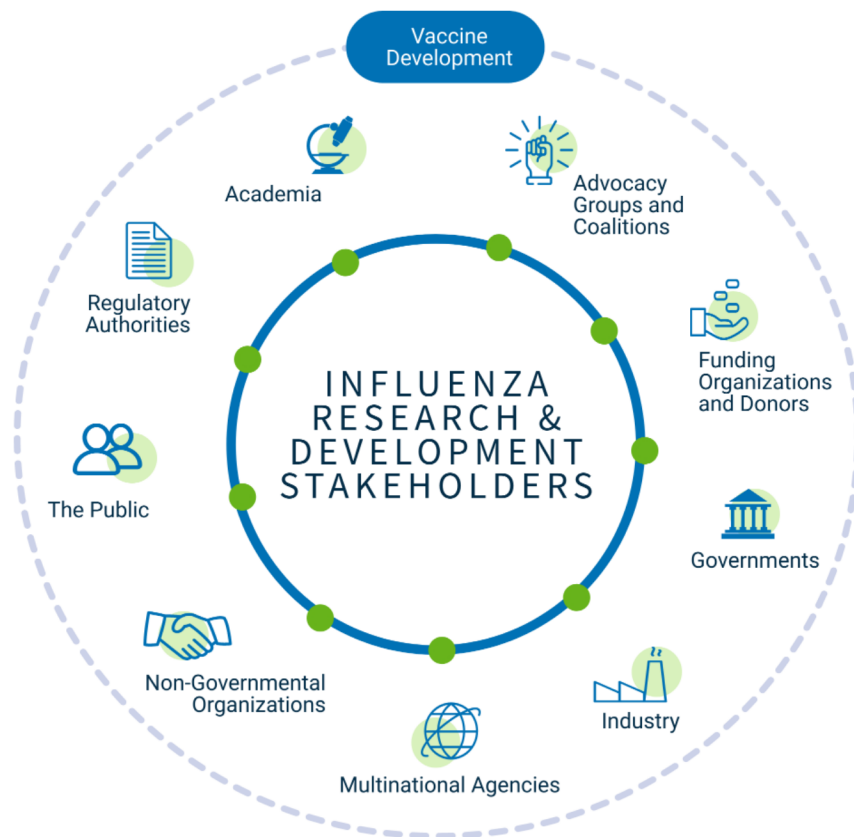 Vaccine
Development
Academia
Advocacy
Groups and
Coalitions
Regulatory
Authorities
Funding
Organizations
and Donors
INFLUENZA
RESEARCH &
DEVELOPMENT
STAKEHOLDERS
The Public
Governments
Non-Governmental
Organizations
Industry
Multinational Agencies